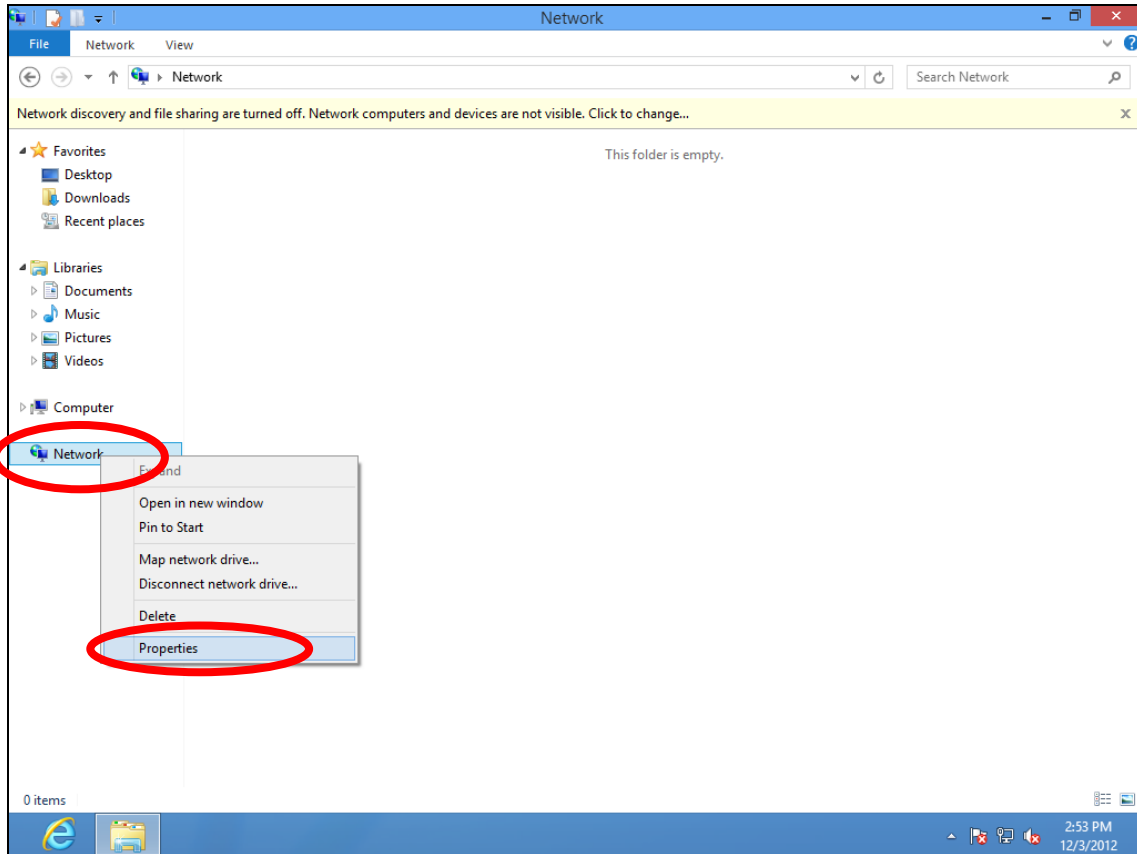 Network
File Network View
Network
Search Network
Network discovery and file sharing are turned off. Network computers and devices are not visible. Click to change...
This folder is empty.
Favorites
Desktop
Downloads
Recent places
Libraries
Documents
Music
Pictures
Videos
Computer
Network
Expand
Open in new window
Pin to Start
Map network drive...
Disconnect network drive...
Delete
Properties
0 items
2:53 PM
12/3/2012